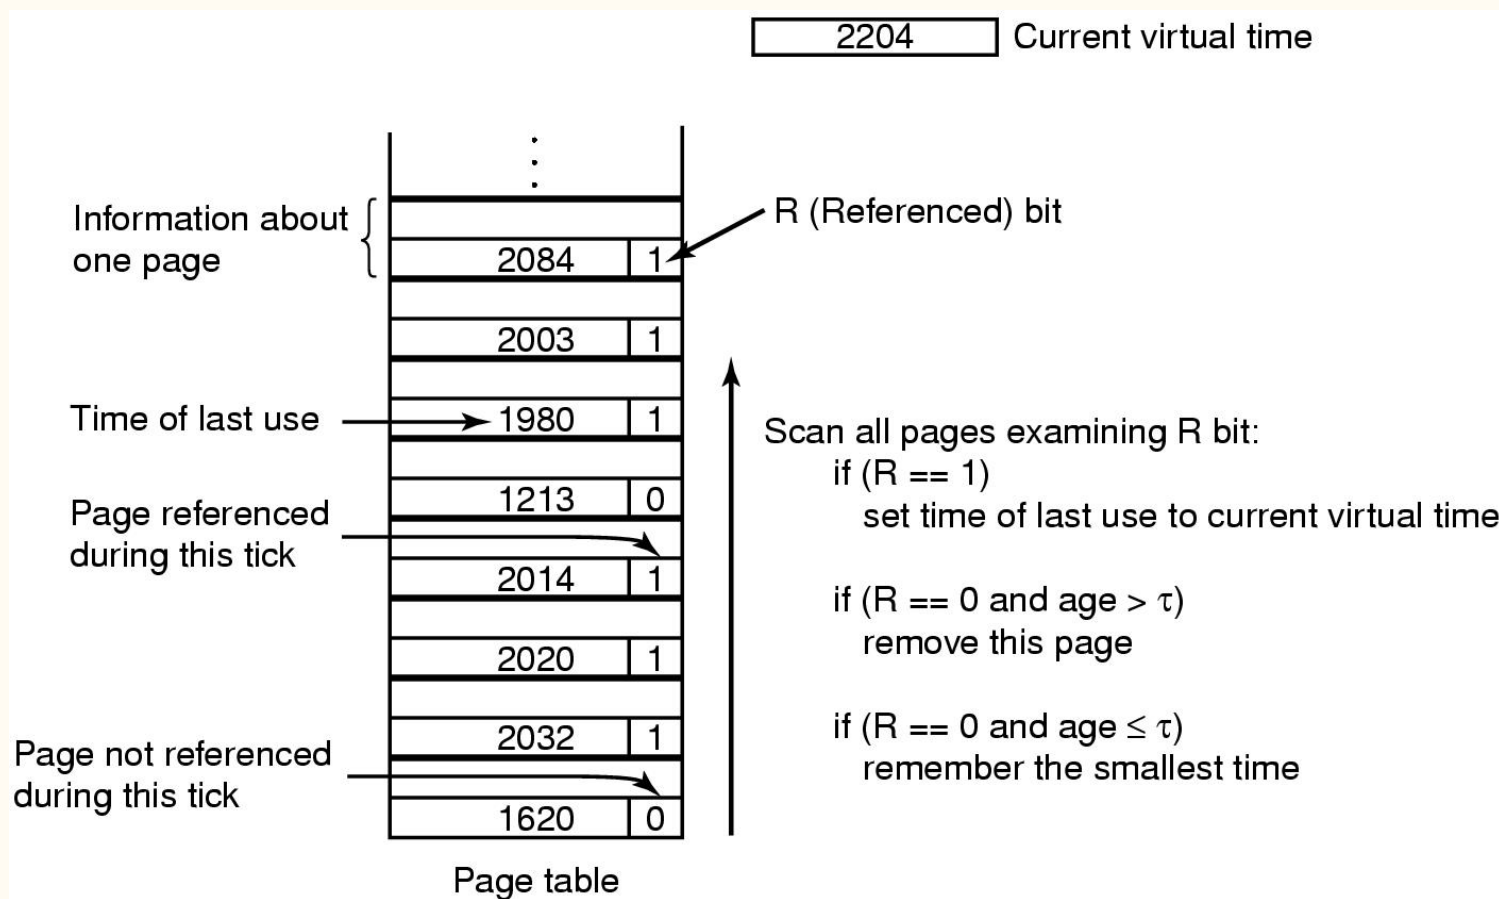 2204 Current virtual time
Information about
one page
R (Referenced) bit
2084 1
2003 1
Time of last use
1980 1
1213 0
Page referenced
during this tick
2014 1
2020 1
2032 1
Page not referenced
during this tick
1620 0
Page table
Scan all pages examining R bit:
if (R == 1)
set time of last use to current virtual time
if (R == 0 and age > τ)
remove this page
if (R == 0 and age ≤ τ)
remember the smallest time